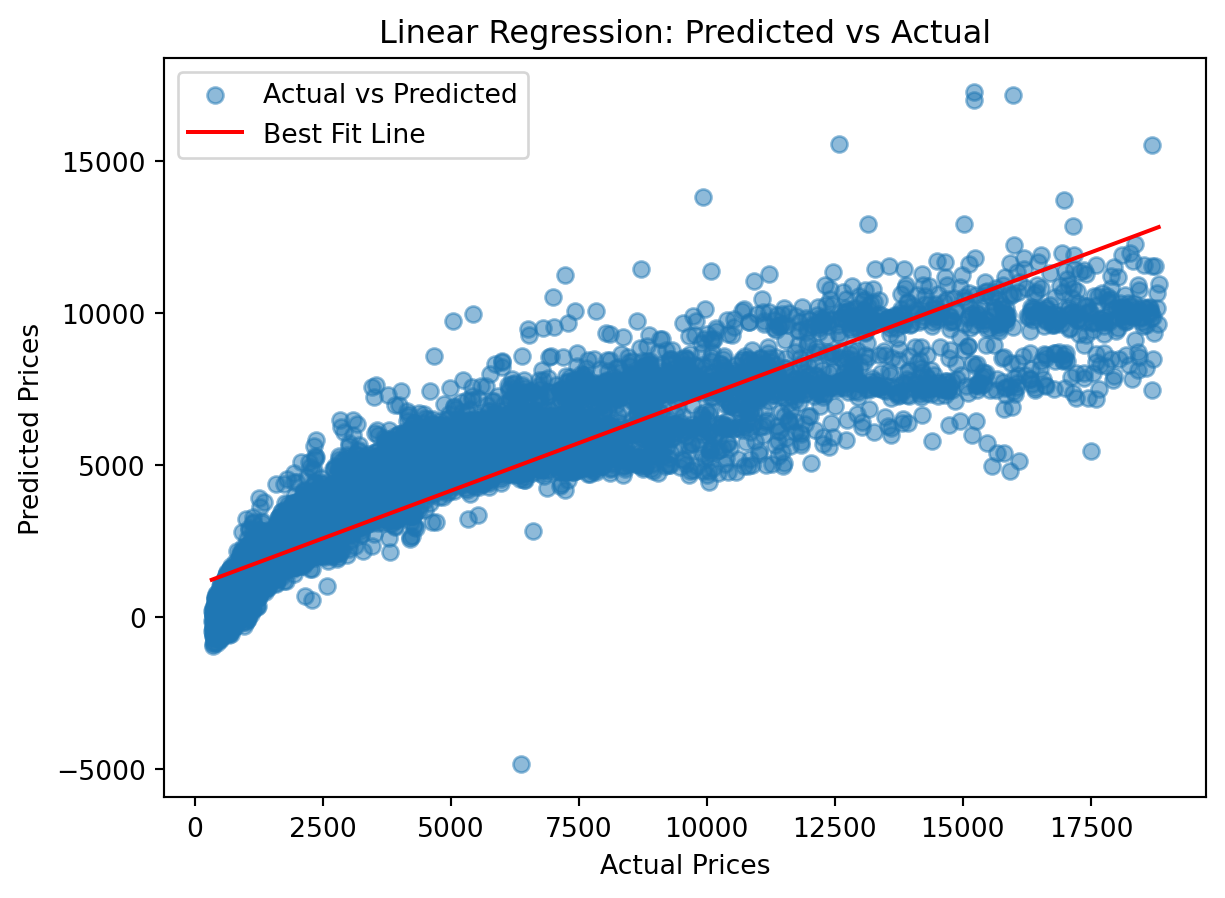 Linear Regression: Predicted vs Actual
Actual vs Predicted
Best Fit Line
Predicted Prices
15000
10000
5000
0
−5000
0 2500 5000 7500 10000 12500 15000 17500
Actual Prices